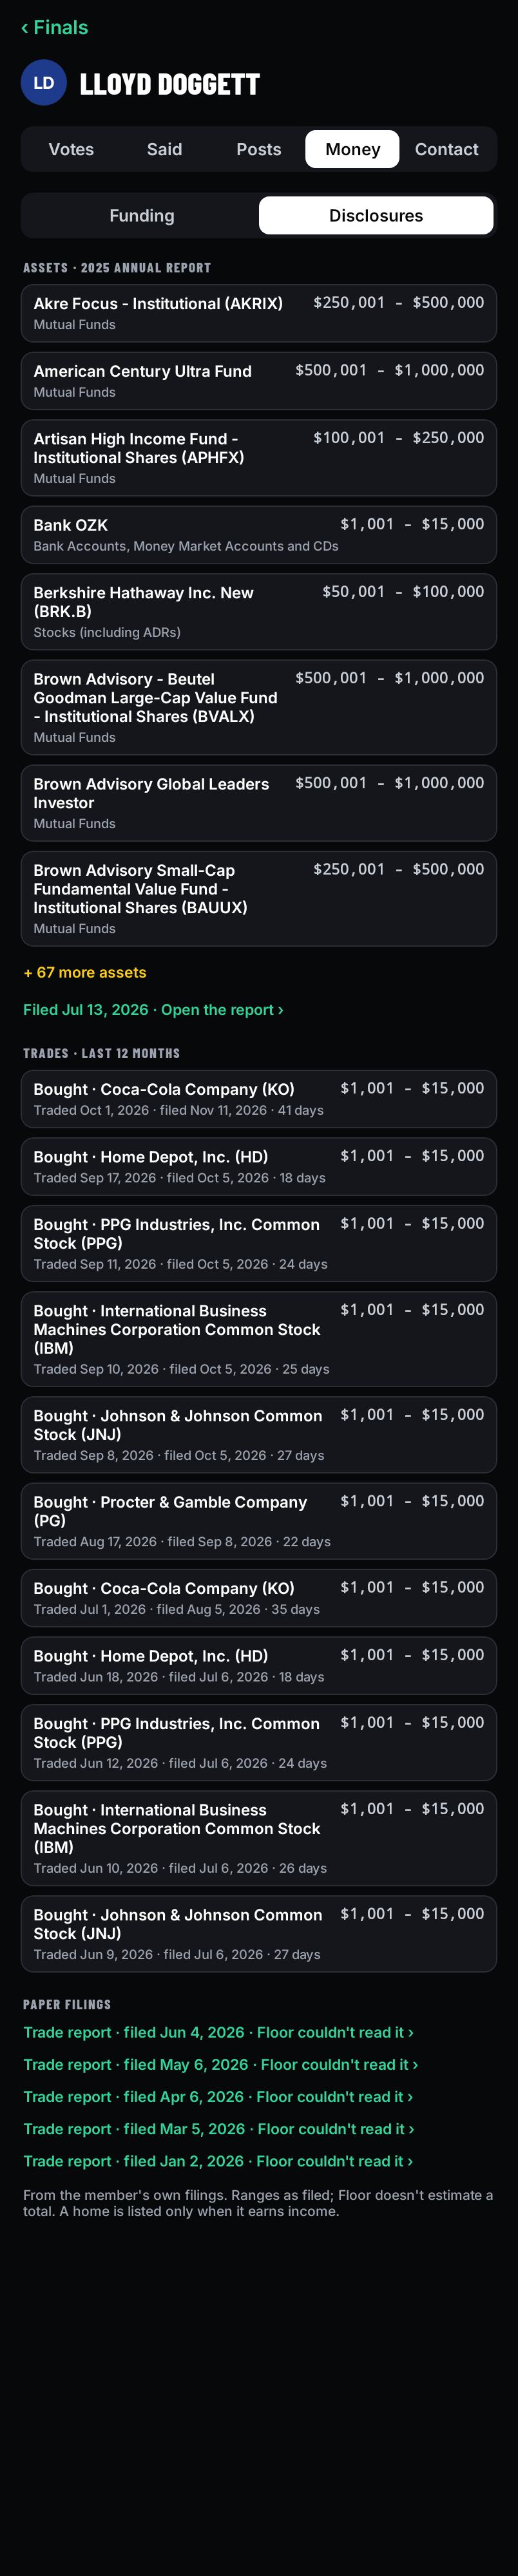 ‹ Finals
LD
LLOYD DOGGETT
Votes Said Posts Money Contact
Funding Disclosures
ASSETS · 2025 ANNUAL REPORT
Akre Focus - Institutional (AKRIX) $250,001 – $500,000
Mutual Funds
American Century Ultra Fund $500,001 – $1,000,000
Mutual Funds
Artisan High Income Fund - $100,001 – $250,000
Institutional Shares (APHFX)
Mutual Funds
Bank OZK $1,001 – $15,000
Bank Accounts, Money Market Accounts and CDs
Berkshire Hathaway Inc. New $50,001 – $100,000
(BRK.B)
Stocks (including ADRs)
Brown Advisory - Beutel $500,001 – $1,000,000
Goodman Large-Cap Value Fund
- Institutional Shares (BVALX)
Mutual Funds
Brown Advisory Global Leaders $500,001 – $1,000,000
Investor
Mutual Funds
Brown Advisory Small-Cap $250,001 – $500,000
Fundamental Value Fund -
Institutional Shares (BAUUX)
Mutual Funds
+ 67 more assets
Filed Jul 13, 2026 · Open the report ›
TRADES · LAST 12 MONTHS
Bought · Coca-Cola Company (KO) $1,001 – $15,000
Traded Oct 1, 2026 · filed Nov 11, 2026 · 41 days
Bought · Home Depot, Inc. (HD) $1,001 – $15,000
Traded Sep 17, 2026 · filed Oct 5, 2026 · 18 days
Bought · PPG Industries, Inc. Common $1,001 – $15,000
Stock (PPG)
Traded Sep 11, 2026 · filed Oct 5, 2026 · 24 days
Bought · International Business $1,001 – $15,000
Machines Corporation Common Stock
(IBM)
Traded Sep 10, 2026 · filed Oct 5, 2026 · 25 days
Bought · Johnson & Johnson Common $1,001 – $15,000
Stock (JNJ)
Traded Sep 8, 2026 · filed Oct 5, 2026 · 27 days
Bought · Procter & Gamble Company $1,001 – $15,000
(PG)
Traded Aug 17, 2026 · filed Sep 8, 2026 · 22 days
Bought · Coca-Cola Company (KO) $1,001 – $15,000
Traded Jul 1, 2026 · filed Aug 5, 2026 · 35 days
Bought · Home Depot, Inc. (HD) $1,001 – $15,000
Traded Jun 18, 2026 · filed Jul 6, 2026 · 18 days
Bought · PPG Industries, Inc. Common $1,001 – $15,000
Stock (PPG)
Traded Jun 12, 2026 · filed Jul 6, 2026 · 24 days
Bought · International Business $1,001 – $15,000
Machines Corporation Common Stock
(IBM)
Traded Jun 10, 2026 · filed Jul 6, 2026 · 26 days
Bought · Johnson & Johnson Common $1,001 – $15,000
Stock (JNJ)
Traded Jun 9, 2026 · filed Jul 6, 2026 · 27 days
PAPER FILINGS
Trade report · filed Jun 4, 2026 · Floor couldn't read it ›
Trade report · filed May 6, 2026 · Floor couldn't read it ›
Trade report · filed Apr 6, 2026 · Floor couldn't read it ›
Trade report · filed Mar 5, 2026 · Floor couldn't read it ›
Trade report · filed Jan 2, 2026 · Floor couldn't read it ›
From the member's own filings. Ranges as filed; Floor doesn't estimate a
total. A home is listed only when it earns income.